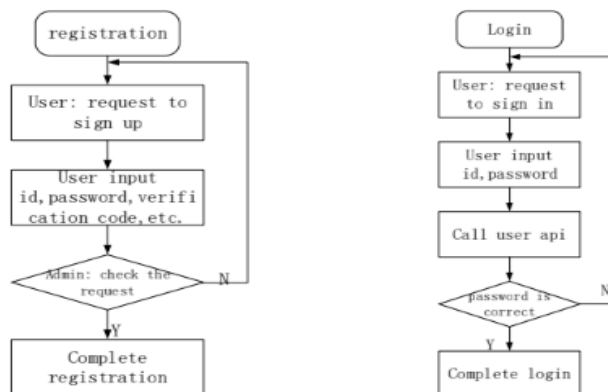 registration
User: request to
sign up
User input
id,password,verifi
cation code,etc.
Admin: check the
request
N
Y
Complete
registration
Login
User: request
to sign in
User input
id,password
Call user api
password is
correct
N
Y
Complete login